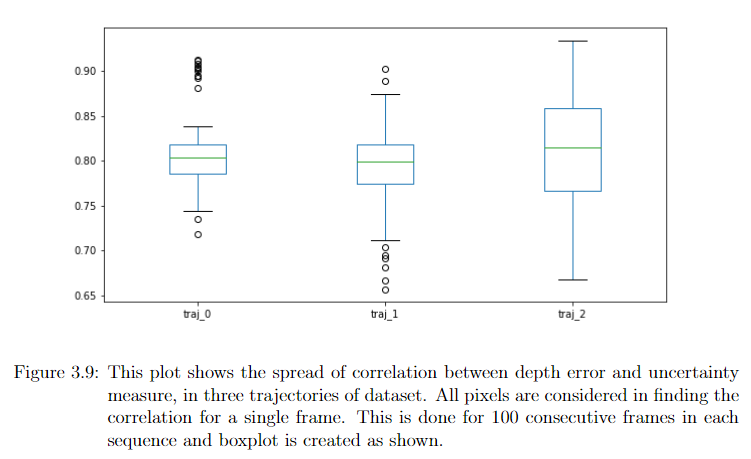 0.90
0.85
0.80
0.75
0.70
0.65
traj_0 traj_1 traj_2
Figure 3.9: This plot shows the spread of correlation between depth error and uncertainty
measure, in three trajectories of dataset. All pixels are considered in finding the
correlation for a single frame. This is done for 100 consecutive frames in each
sequence and boxplot is created as shown.